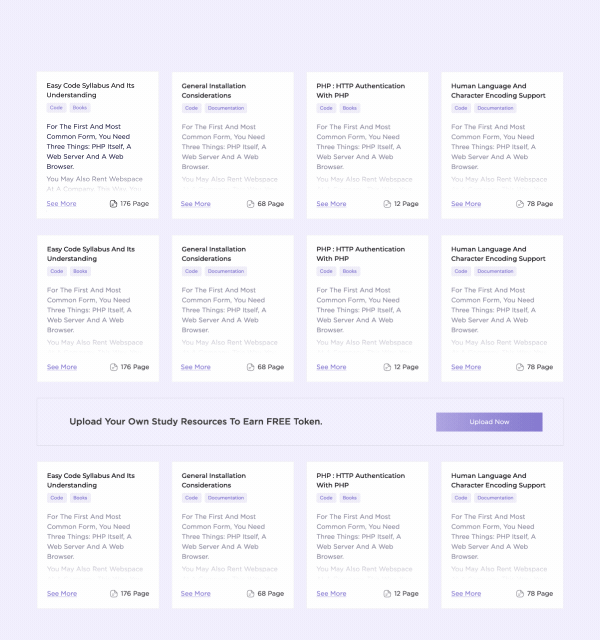 Easy Code Syllabus And Its
Understanding
Code Books
For The First And Most
Common Form, You Need
Three Things: PHP Itself, A
Web Server And A Web
Browser.
You May Also Rent Webspace
At A Company. This Way You
See More
176 Page
General Installation
Considerations
Code Documentation
For The First And Most
Common Form, You Need
Three Things: PHP Itself, A
Web Server And A Web
Browser.
You May Also Rent Webspace
See More
68 Page
PHP : HTTP Authentication
With PHP
Code Books
For The First And Most
Common Form, You Need
Three Things: PHP Itself, A
Web Server And A Web
Browser.
You May Also Rent Webspace
See More
12 Page
Human Language And
Character Encoding Support
Code Documentation
For The First And Most
Common Form, You Need
Three Things: PHP Itself, A
Web Server And A Web
Browser.
You May Also Rent Webspace
See More
78 Page
Easy Code Syllabus And Its
Understanding
Code Books
For The First And Most
Common Form, You Need
Three Things: PHP Itself, A
Web Server And A Web
Browser.
You May Also Rent Webspace
See More
176 Page
General Installation
Considerations
Code Documentation
For The First And Most
Common Form, You Need
Three Things: PHP Itself, A
Web Server And A Web
Browser.
You May Also Rent Webspace
See More
68 Page
PHP : HTTP Authentication
With PHP
Code Books
For The First And Most
Common Form, You Need
Three Things: PHP Itself, A
Web Server And A Web
Browser.
You May Also Rent Webspace
See More
12 Page
Human Language And
Character Encoding Support
Code Documentation
For The First And Most
Common Form, You Need
Three Things: PHP Itself, A
Web Server And A Web
Browser.
You May Also Rent Webspace
See More
78 Page
Upload Your Own Study Resources To Earn FREE Token.
Upload Now
Easy Code Syllabus And Its
Understanding
Code Books
For The First And Most
Common Form, You Need
Three Things: PHP Itself, A
Web Server And A Web
Browser.
You May Also Rent Webspace
See More
176 Page
General Installation
Considerations
Code Documentation
For The First And Most
Common Form, You Need
Three Things: PHP Itself, A
Web Server And A Web
Browser.
You May Also Rent Webspace
See More
68 Page
PHP : HTTP Authentication
With PHP
Code Books
For The First And Most
Common Form, You Need
Three Things: PHP Itself, A
Web Server And A Web
Browser.
You May Also Rent Webspace
See More
12 Page
Human Language And
Character Encoding Support
Code Documentation
For The First And Most
Common Form, You Need
Three Things: PHP Itself, A
Web Server And A Web
Browser.
You May Also Rent Webspace
See More
78 Page